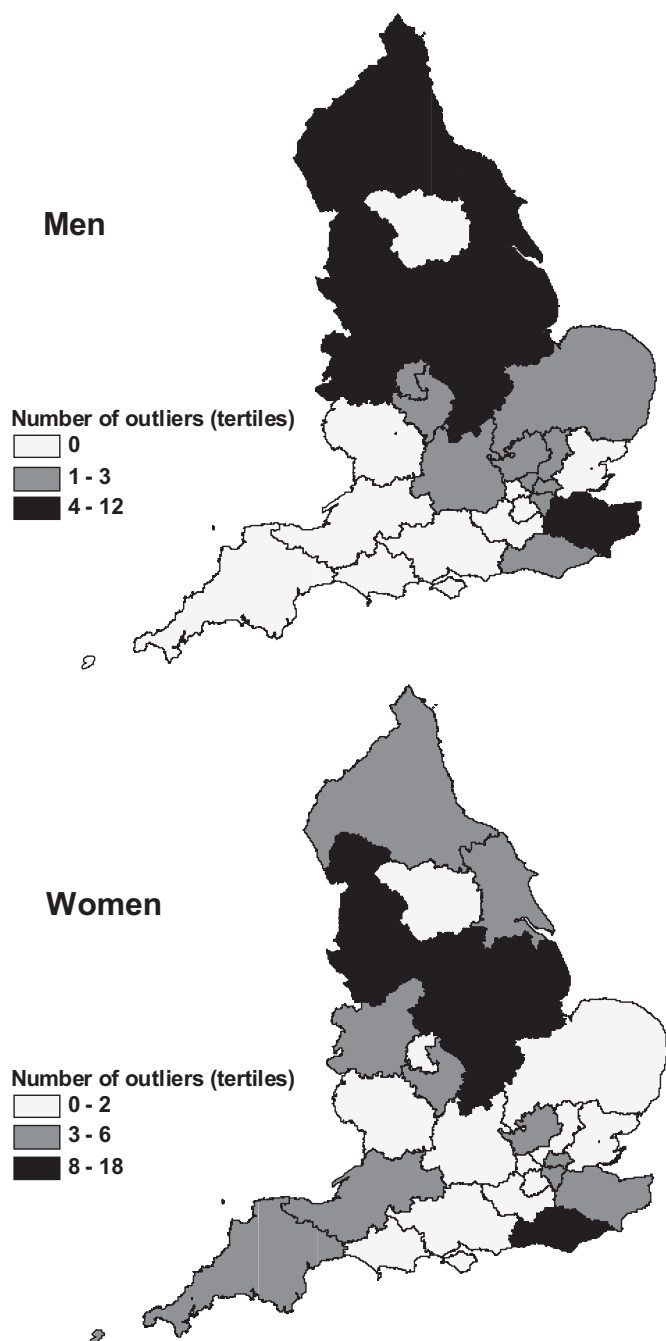 Men
Number of outliers (tertiles)
0
1 - 3
4 - 12
Women
Number of outliers (tertiles)
0 - 2
3 - 6
8 - 18